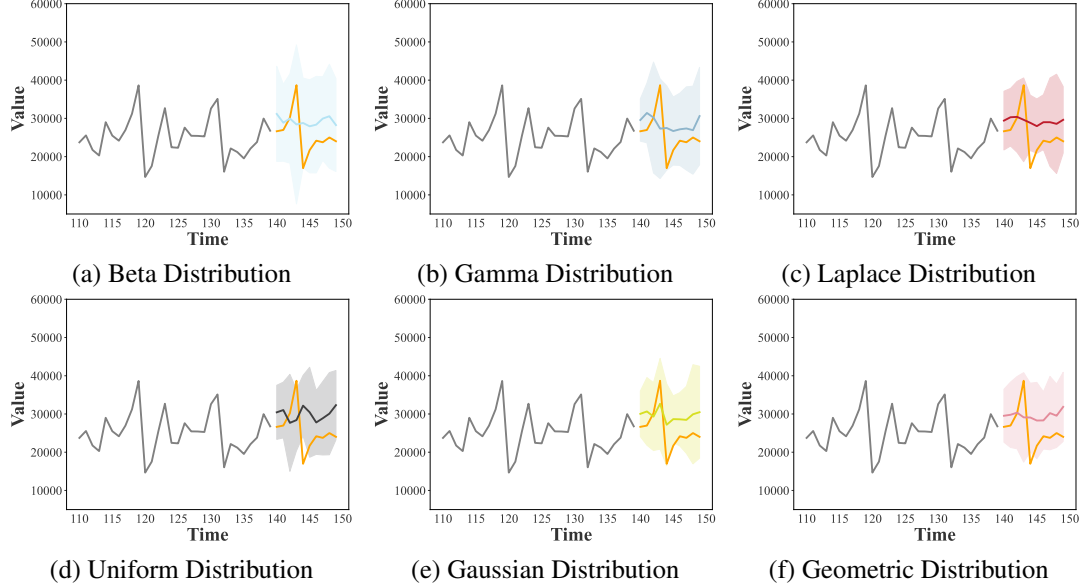 60000 60000 60000
50000 50000 50000
40000 40000 40000
Value Value Value
30000 30000 30000
20000 20000 20000
10000 10000 10000
110 115 120 125 130 135 140 145 150 110 115 120 125 130 135 140 145 150 110 115 120 125 130 135 140 145 150
Time Time Time
(a) Beta Distribution (b) Gamma Distribution (c) Laplace Distribution
60000 60000 60000
50000 50000 50000
40000 40000 40000
Value Value Value
30000 30000 30000
20000 20000 20000
10000 10000 10000
110 115 120 125 130 135 140 145 150 110 115 120 125 130 135 140 145 150 110 115 120 125 130 135 140 145 150
Time Time Time
(d) Uniform Distribution (e) Gaussian Distribution (f) Geometric Distribution